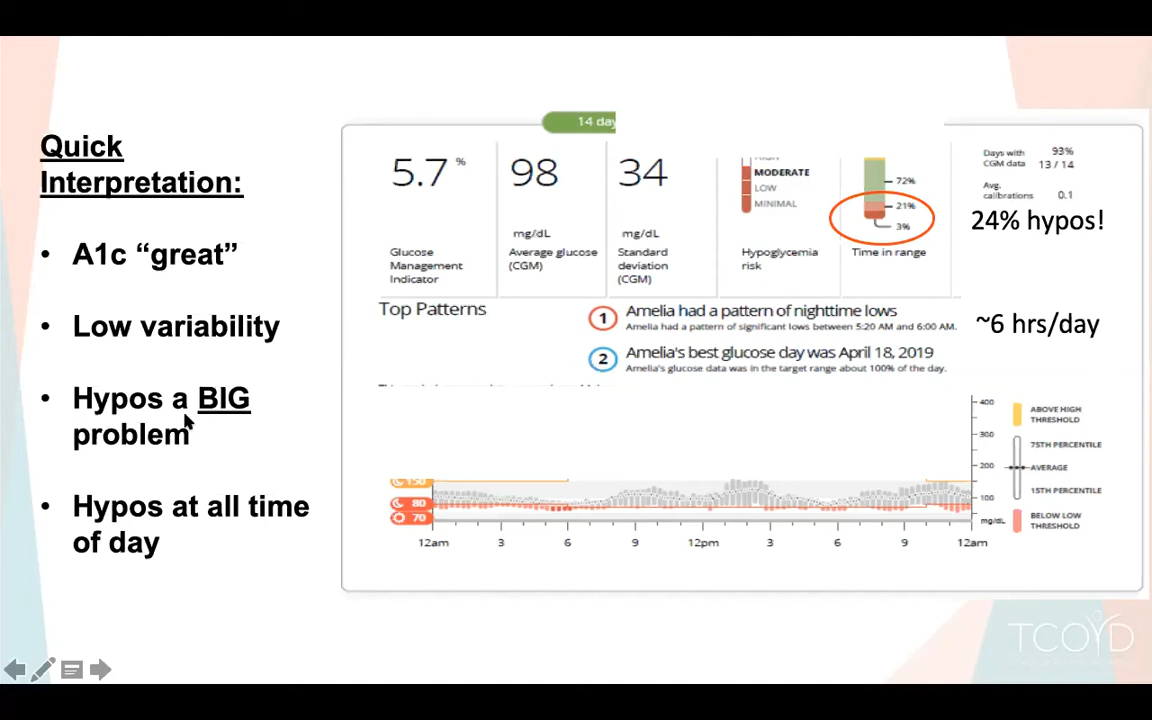 Quick
Interpretation:
• A1c “great”
• Low variability
• Hypos a BIG
problem
• Hypos at all time
of day
14 day
5.7 %
Glucose
Management
Indicator
98
mg/dL
Average glucose
(CGM)
34
mg/dL
Standard
deviation
(CGM)
MODERATE
LOW
MINIMAL
Hypoglycemia
risk
72%
21%
3%
Time in range
Days with
CGM data
93%
13 / 14
Avg.
calibrations
0.1
24% hypos!
Top Patterns
1 Amelia had a pattern of nighttime lows
Amelia had a pattern of significant lows between 5:20 AM and 6:00 AM.
~6 hrs/day
2 Amelia's best glucose day was April 18, 2019
Amelia's glucose data was in the target range about 100% of the day.
400
300
200
100
mg/dL
150
80
70
12am 3 6 9 12pm 3 6 9 12am
ABOVE HIGH
THRESHOLD
75TH PERCENTILE
AVERAGE
15TH PERCENTILE
BELOW LOW
THRESHOLD
TCOYD